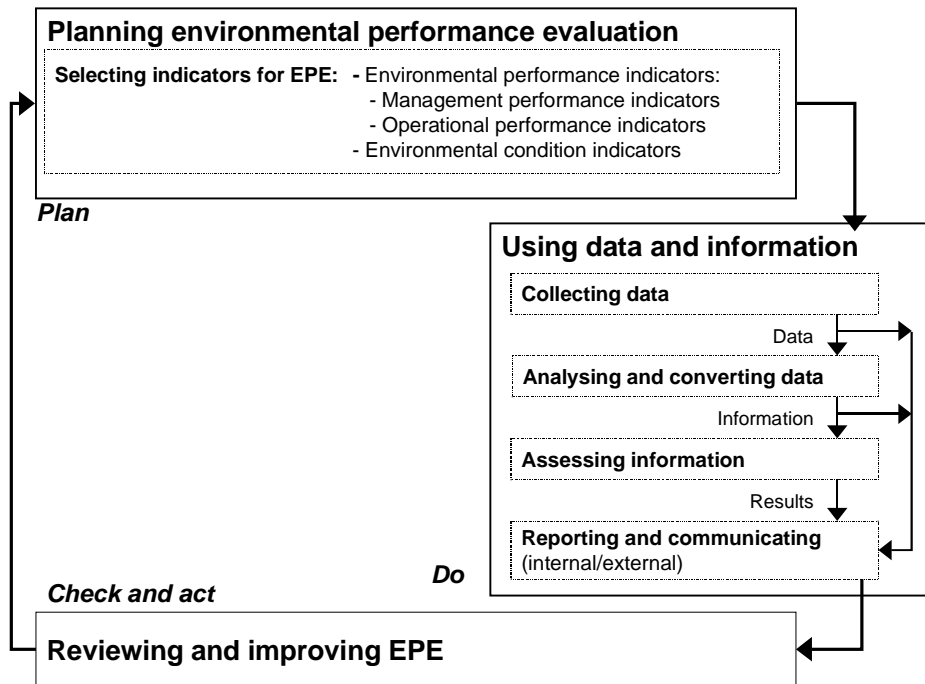 Planning environmental performance evaluation
Selecting indicators for EPE: - Environmental performance indicators:
- Management performance indicators
- Operational performance indicators
- Environmental condition indicators
Plan
Using data and information
Collecting data
Data
Analysing and converting data
Information
Assessing information
Results
Reporting and communicating
(internal/external)
Do
Check and act
Reviewing and improving EPE